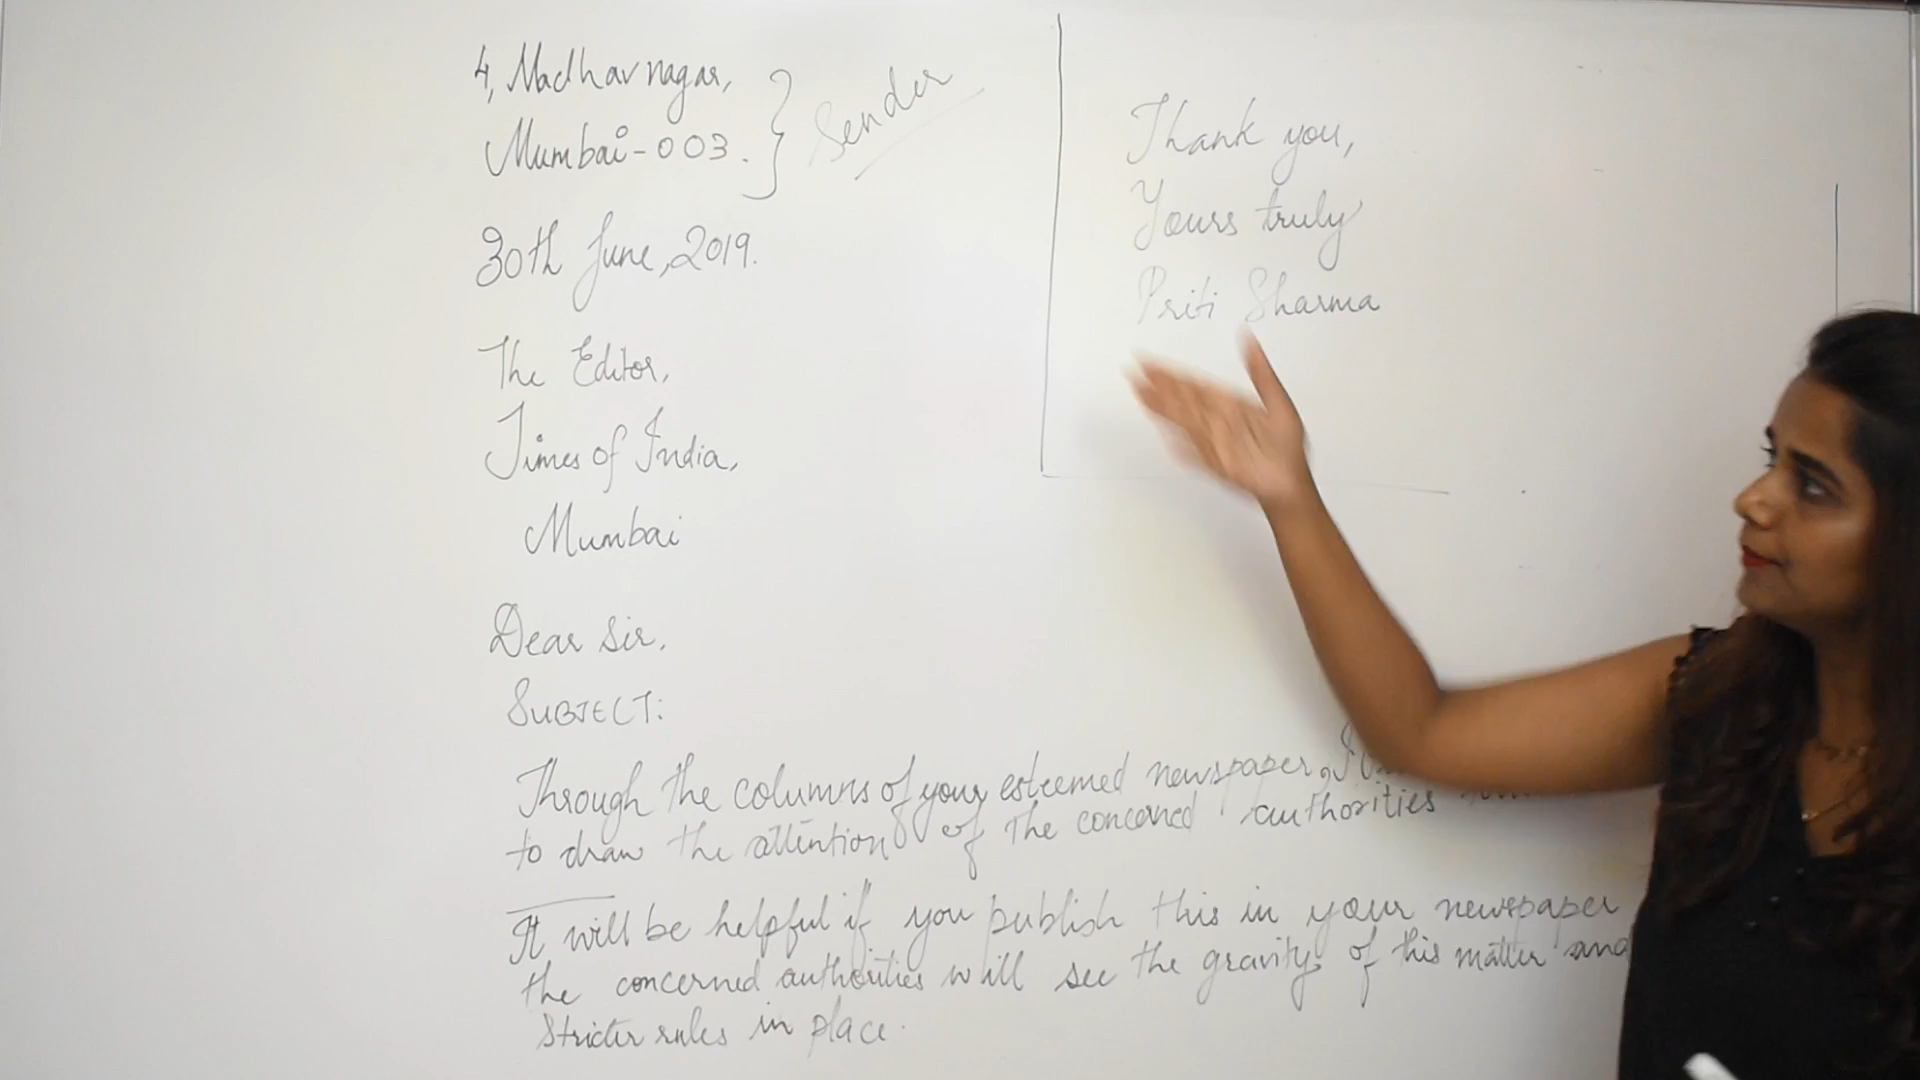 4, Madhavnagar,
Mumbai-003.
Sender
30th June, 2019.
The Editor,
Times of India,
Mumbai
Dear Sir,
SUBJECT:
Through the columns of your esteemed newspaper, I
to draw the attention of the concerned authorities
It will be helpful if you publish this in your newspaper
the concerned authorities will see the gravity of this matter and
stricter rules in place.
Thank you,
Yours truly
Priti Sharma